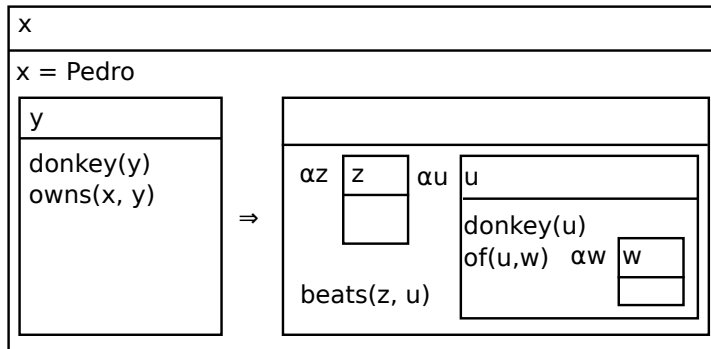 x
x = Pedro
y
donkey(y)
owns(x, y)
⇒
αz
z
αu
u
donkey(u)
of(u,w)
αw
w
beats(z, u)